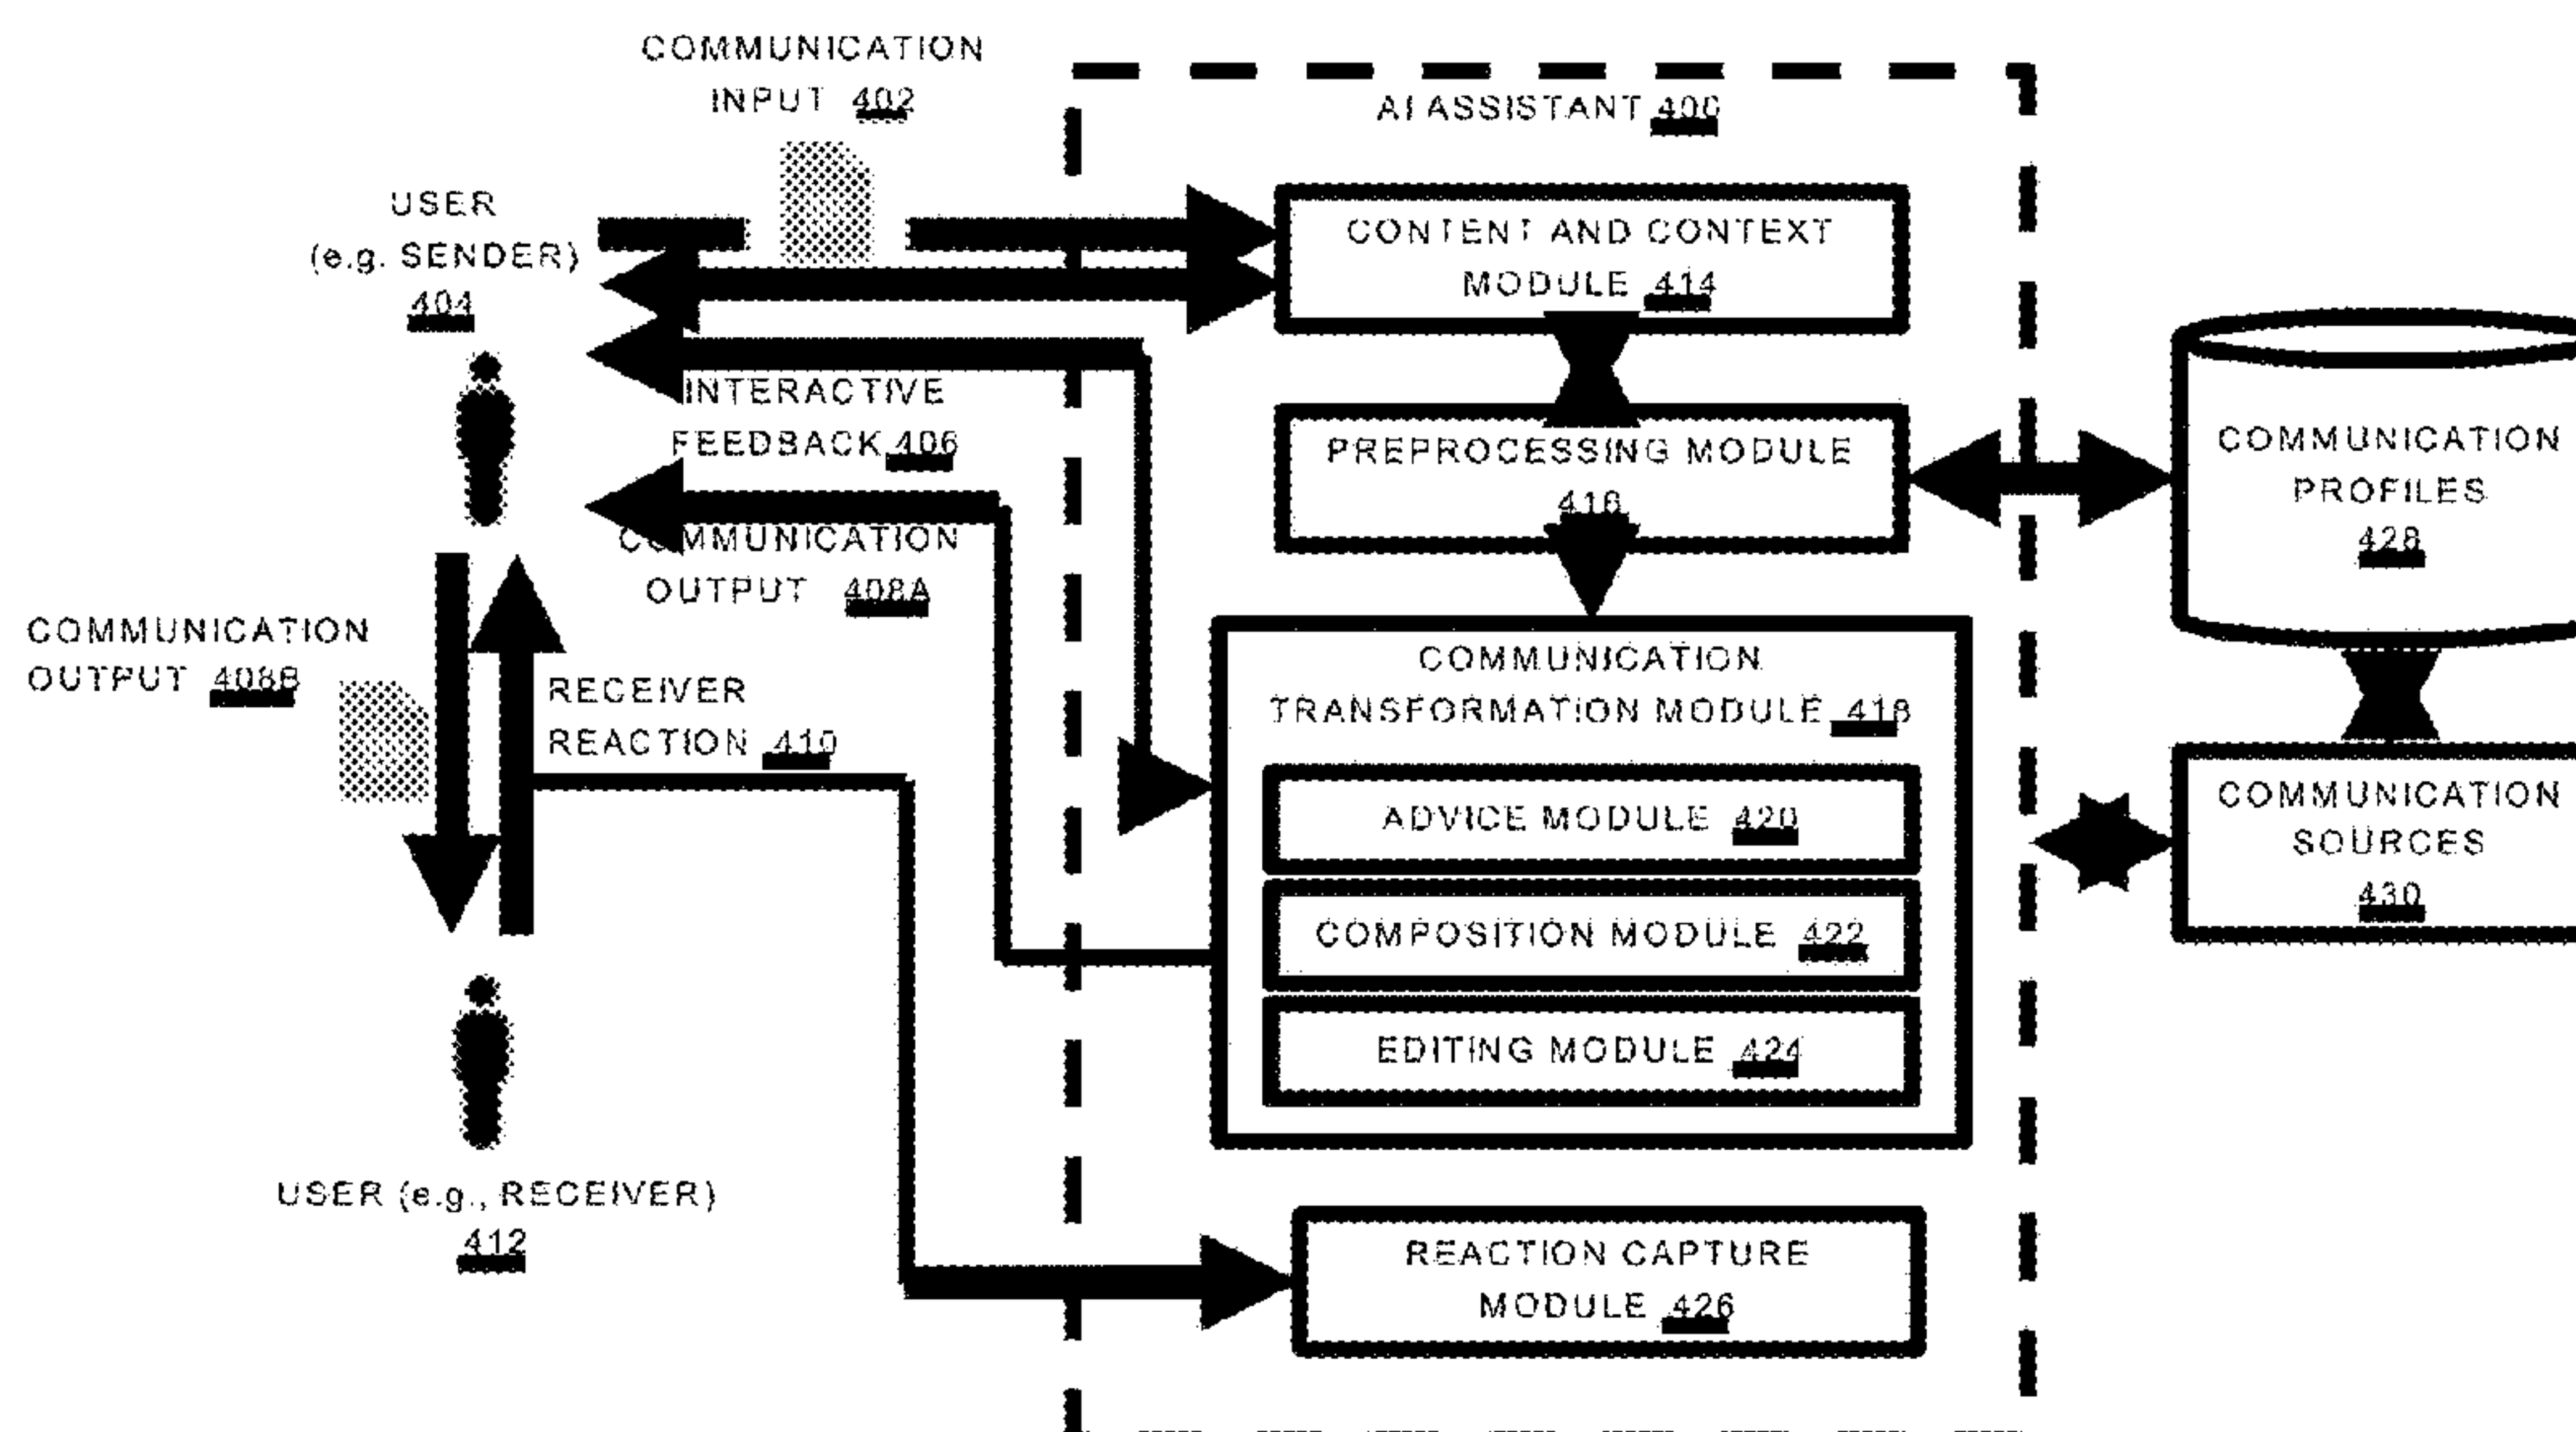 COMMUNICATION
INPUT 402
AI ASSISTANT 400
USER
(e.g. SENDER)
404
CONTENT AND CONTEXT
MODULE 414
INTERACTIVE
FEEDBACK 406
PREPROCESSING MODULE
416
COMMUNICATION
PROFILES
428
COMMUNICATION
OUTPUT 408A
COMMUNICATION
OUTPUT 408B
RECEIVER
REACTION 410
COMMUNICATION
TRANSFORMATION MODULE 418
ADVICE MODULE 420
COMPOSITION MODULE 422
EDITING MODULE 424
COMMUNICATION
SOURCES
430
USER (e.g., RECEIVER)
412
REACTION CAPTURE
MODULE 426